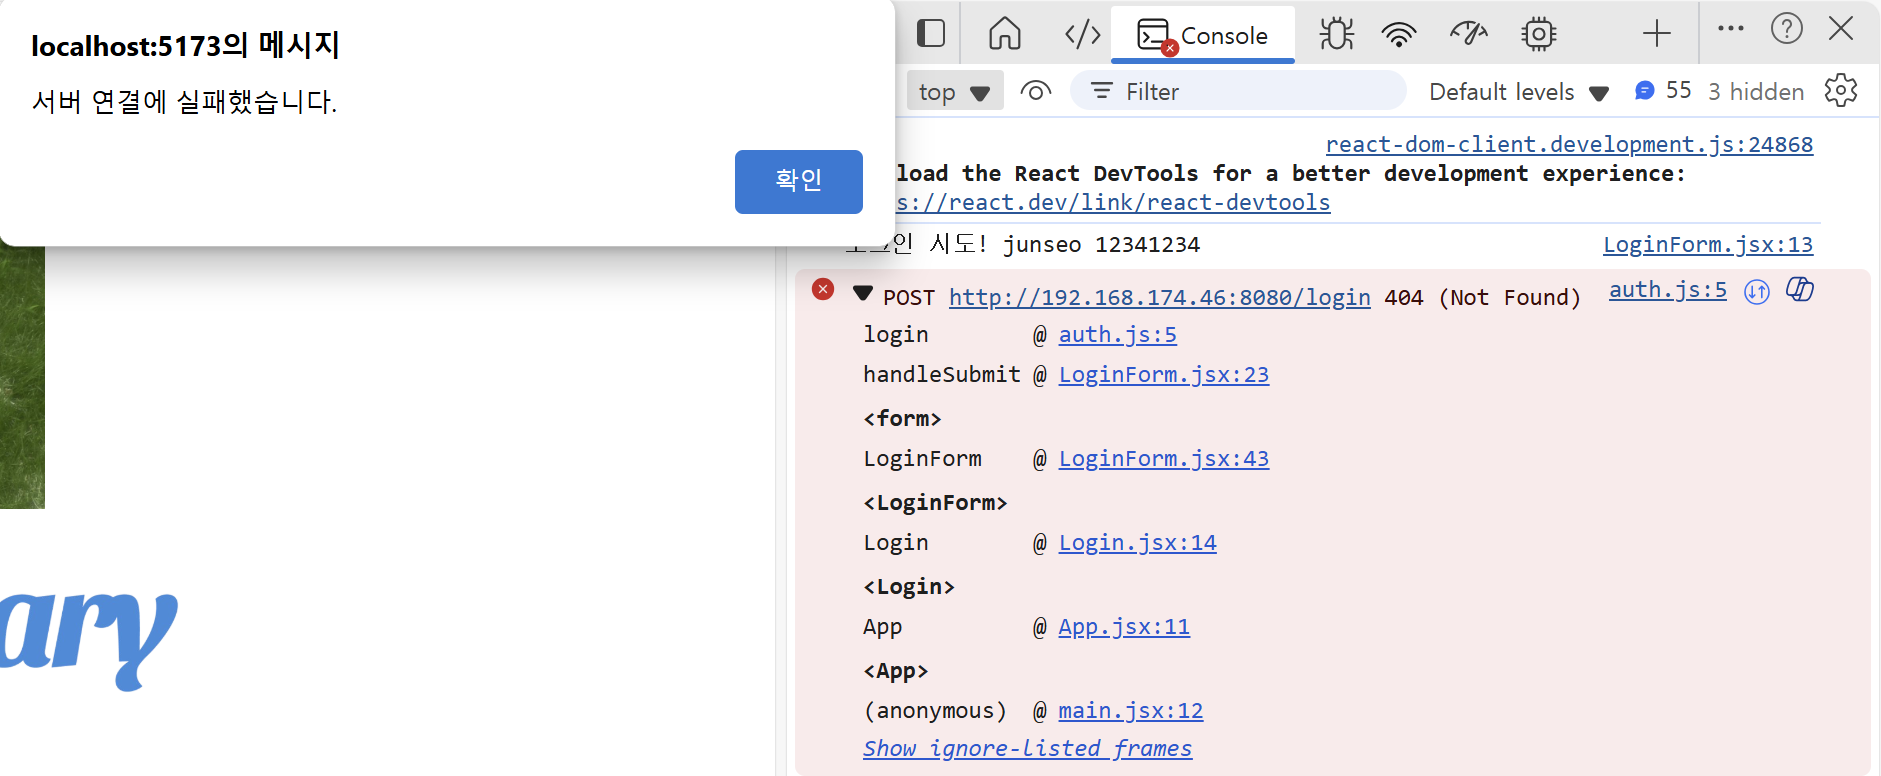 localhost:5173의 메시지
서버 연결에 실패했습니다.
확인
Console
top
Filter
Default levels
55
3 hidden
react-dom-client.development.js:24868
load the React DevTools for a better development experience:
s://react.dev/link/react-devtools
시도! junseo 12341234
LoginForm.jsx:13
POST http://192.168.174.46:8080/login 404 (Not Found)
auth.js:5
login @ auth.js:5
handleSubmit @ LoginForm.jsx:23
<form>
LoginForm @ LoginForm.jsx:43
<LoginForm>
Login @ Login.jsx:14
<Login>
App @ App.jsx:11
<App>
(anonymous) @ main.jsx:12
Show ignore-listed frames
ary